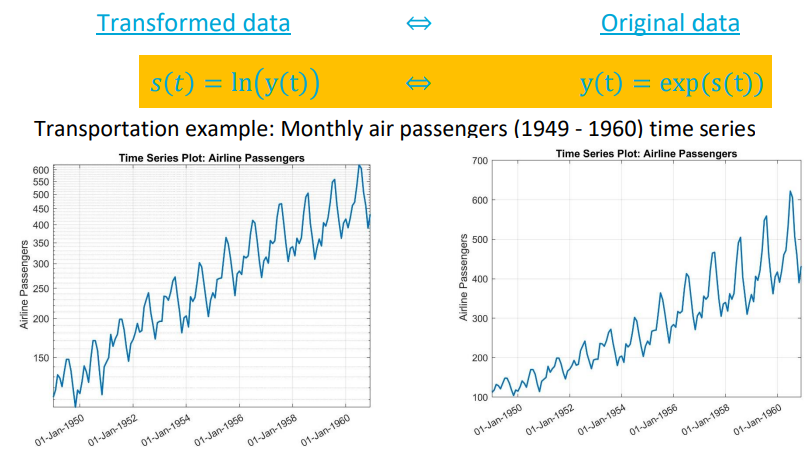 Transformed data ⇔ Original data
s(t) = ln(y(t)) ⇔ y(t) = exp(s(t))
Transportation example: Monthly air passengers (1949 - 1960) time series
Time Series Plot: Airline Passengers
600
550
500
450
400
350
300
250
200
150
Airline Passengers
01-Jan-1950
01-Jan-1952
01-Jan-1954
01-Jan-1956
01-Jan-1958
01-Jan-1960
Time Series Plot: Airline Passengers
700
600
500
400
300
200
100
Airline Passengers
01-Jan-1950
01-Jan-1952
01-Jan-1954
01-Jan-1956
01-Jan-1958
01-Jan-1960